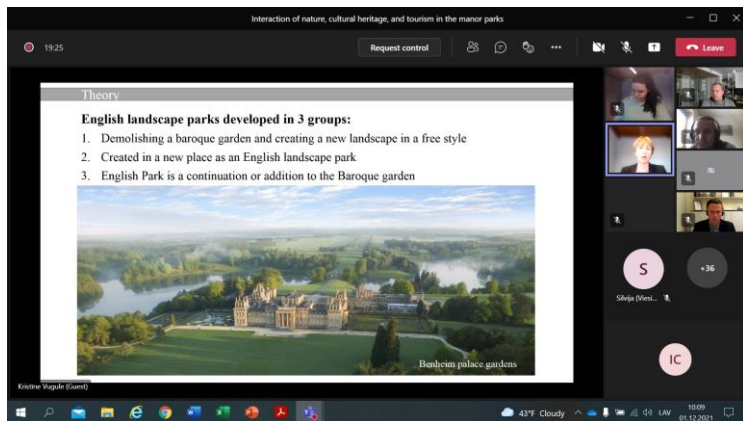 Interaction of nature, cultural heritage, and tourism in the manor parks
19:25
Request control
Leave
Theory
English landscape parks developed in 3 groups:
1. Demolishing a baroque garden and creating a new landscape in a free style
2. Created in a new place as an English landscape park
3. English Park is a continuation or addition to the Baroque garden
Benheim palace gardens
Kristine Vugule (Guest)
S
+36
Silvija (Viesi...
IC
43°F Cloudy
LAV
10:09
01.12.2021